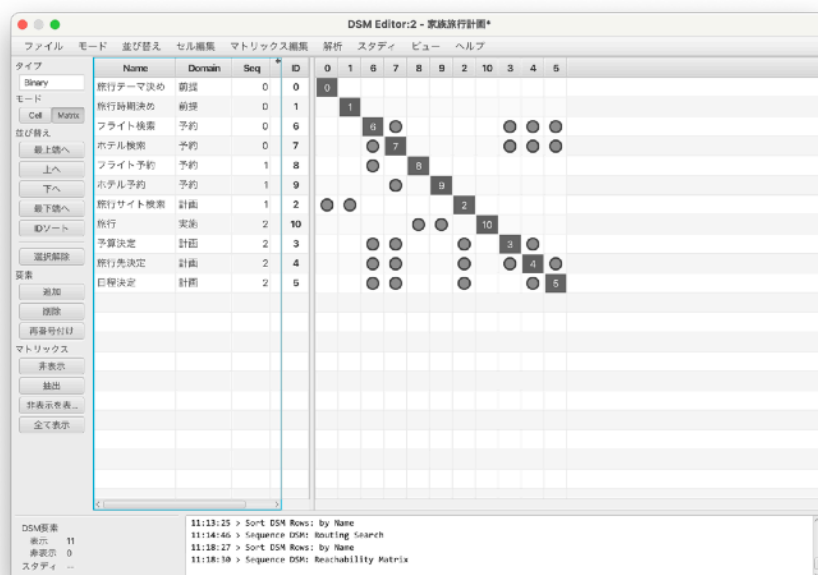 DSM Editor:2 - 家族旅行計画*
ファイル モード 並び替え セル編集 マトリックス編集 解析 スタディ ビュー ヘルプ
タイプ
Binary
モード
Cell Matrix
並び替え
最上端へ
上へ
下へ
最下端へ
IDソート
選択解除
要素
追加
削除
再番号付け
マトリックス
非表示
抽出
非表示を表...
全て表示
Name Domain Seq ID 0 1 6 7 8 9 2 10 3 4 5
旅行テーマ決め 前提 0 0 0
旅行時期決め 前提 0 1 1
フライト検索 予約 0 6 6
ホテル検索 予約 0 7 7
フライト予約 予約 1 8 8
ホテル予約 予約 1 9 9
旅行サイト検索 計画 1 2 2
旅行 実施 2 10 10
予算決定 計画 2 3 3
旅行先決定 計画 2 4 4
日程決定 計画 2 5 5
DSM要素
表示 11
非表示 0
スタディ --
11:13:25 > Sort DSM Rows: by Name
11:14:46 > Sequence DSM: Routing Search
11:18:27 > Sort DSM Rows: by Name
11:18:30 > Sequence DSM: Reachability Matrix